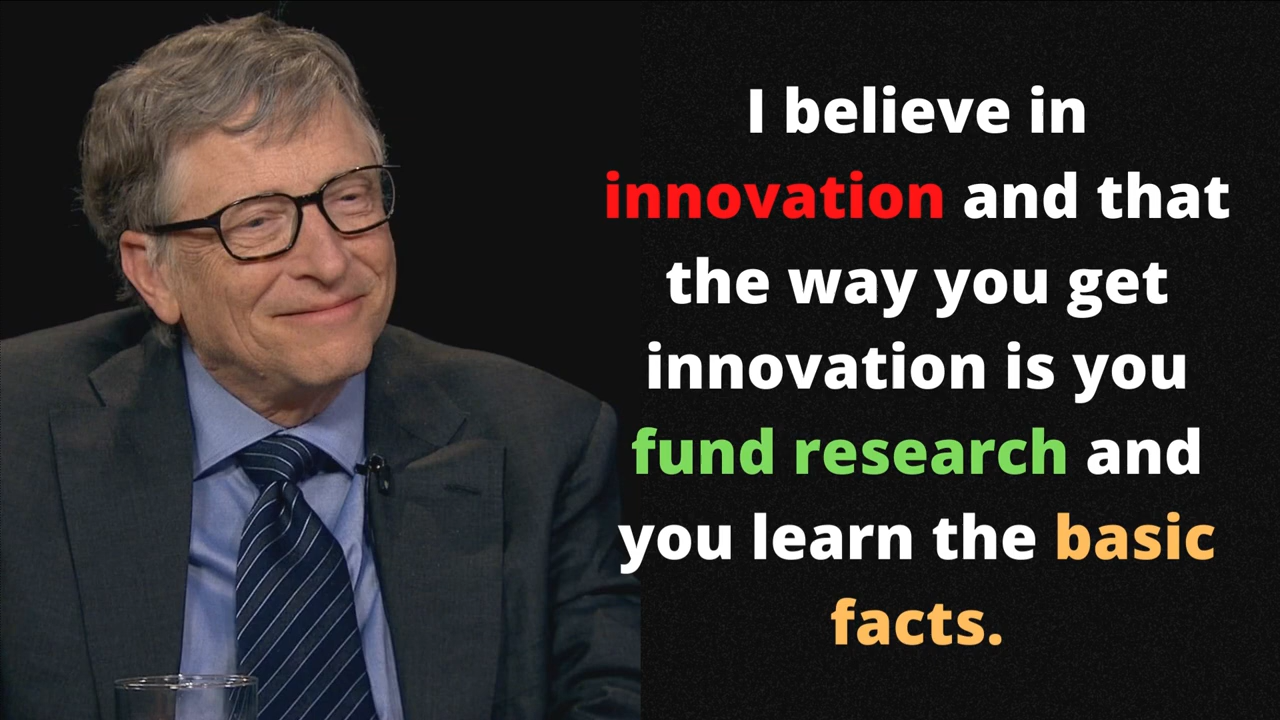 I believe in
innovation and that
the way you get
innovation is you
fund research and
you learn the basic
facts.